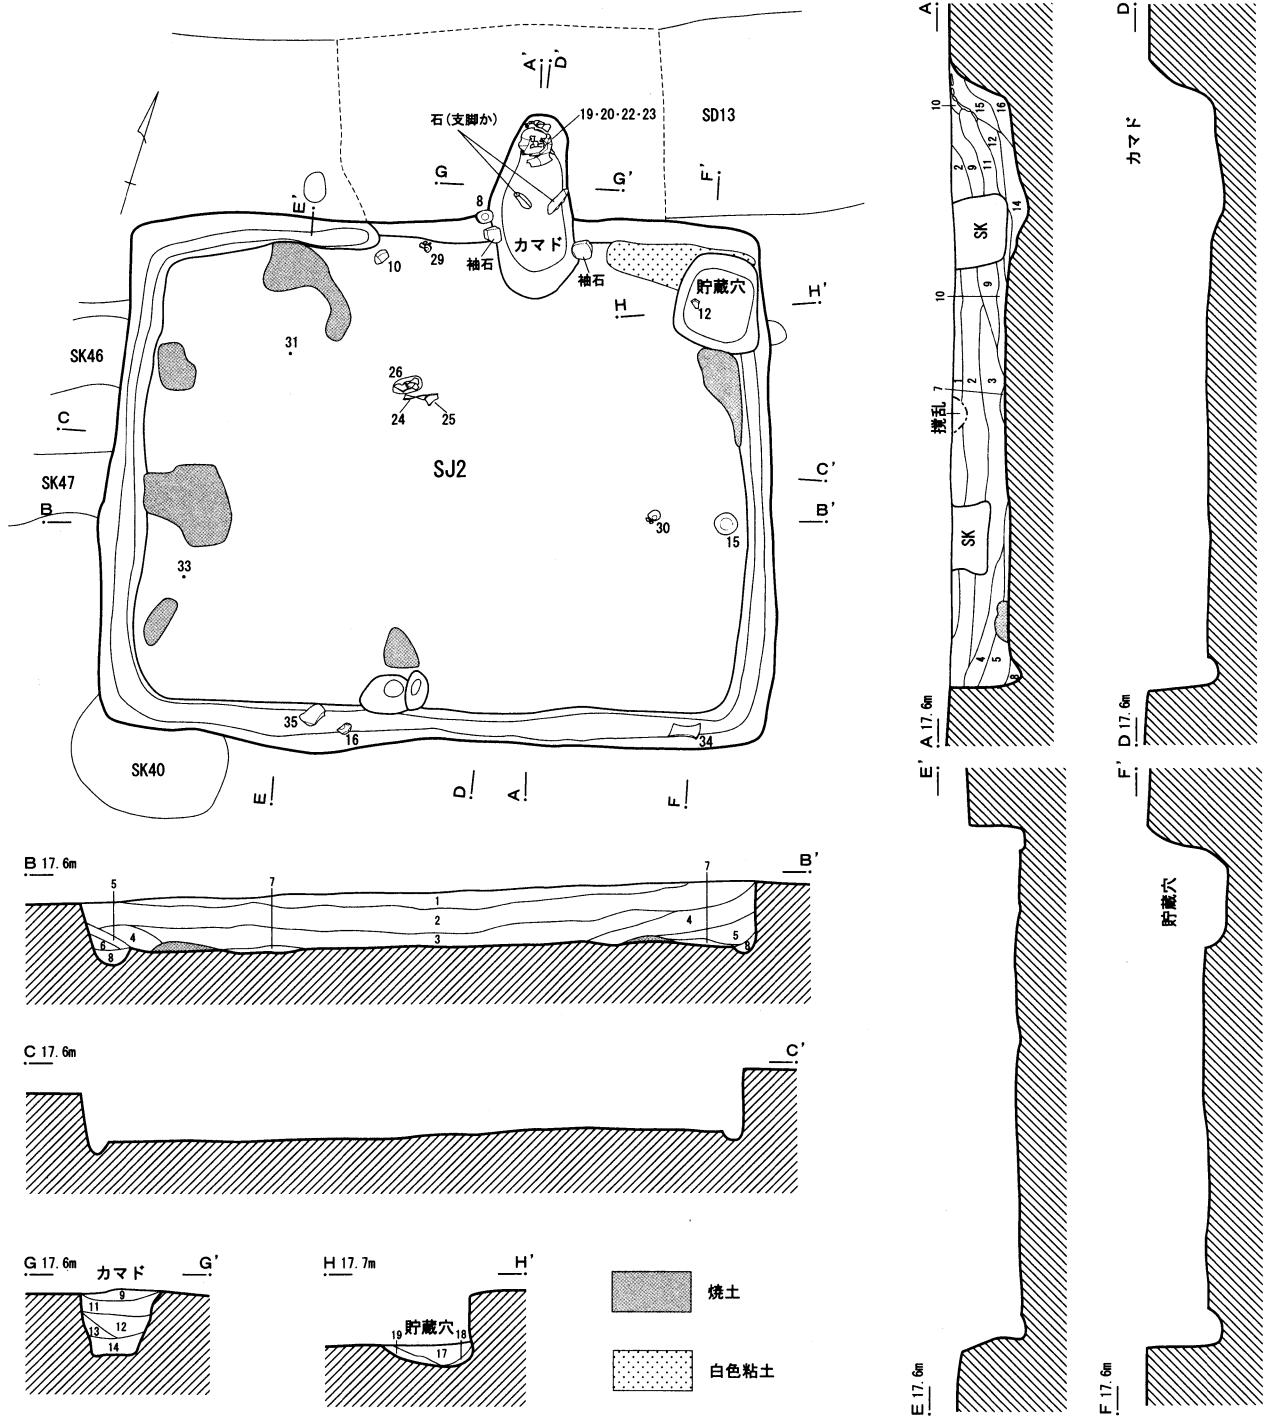 A'
D'
石(支脚か)
19・20・22・23
SD13
G
G'
F'
E'
8
カマド
10
29
袖石
袖石
貯蔵穴
12
H
H'
31
SK46
26
24
25
C
SJ2
C'
SK47
B
30
15
B'
33
35
16
34
SK40
E
D
A
F
B 17.6m
B'
5
7
7
1
2
3
4
4
5
6
8
8
C 17.6m
C'
G 17.6m
カマド
G'
9
11
12
13
14
H 17.7m
H'
貯蔵穴
19
18
17
焼土
白色粘土
A'
10
15
16
12
2
9
11
14
SK
9
10
1
2
3
7
撹乱
SK
4
5
8
A 17.6m
D'
カマド
D 17.6m
E'
E 17.6m
F'
貯蔵穴
F 17.6m